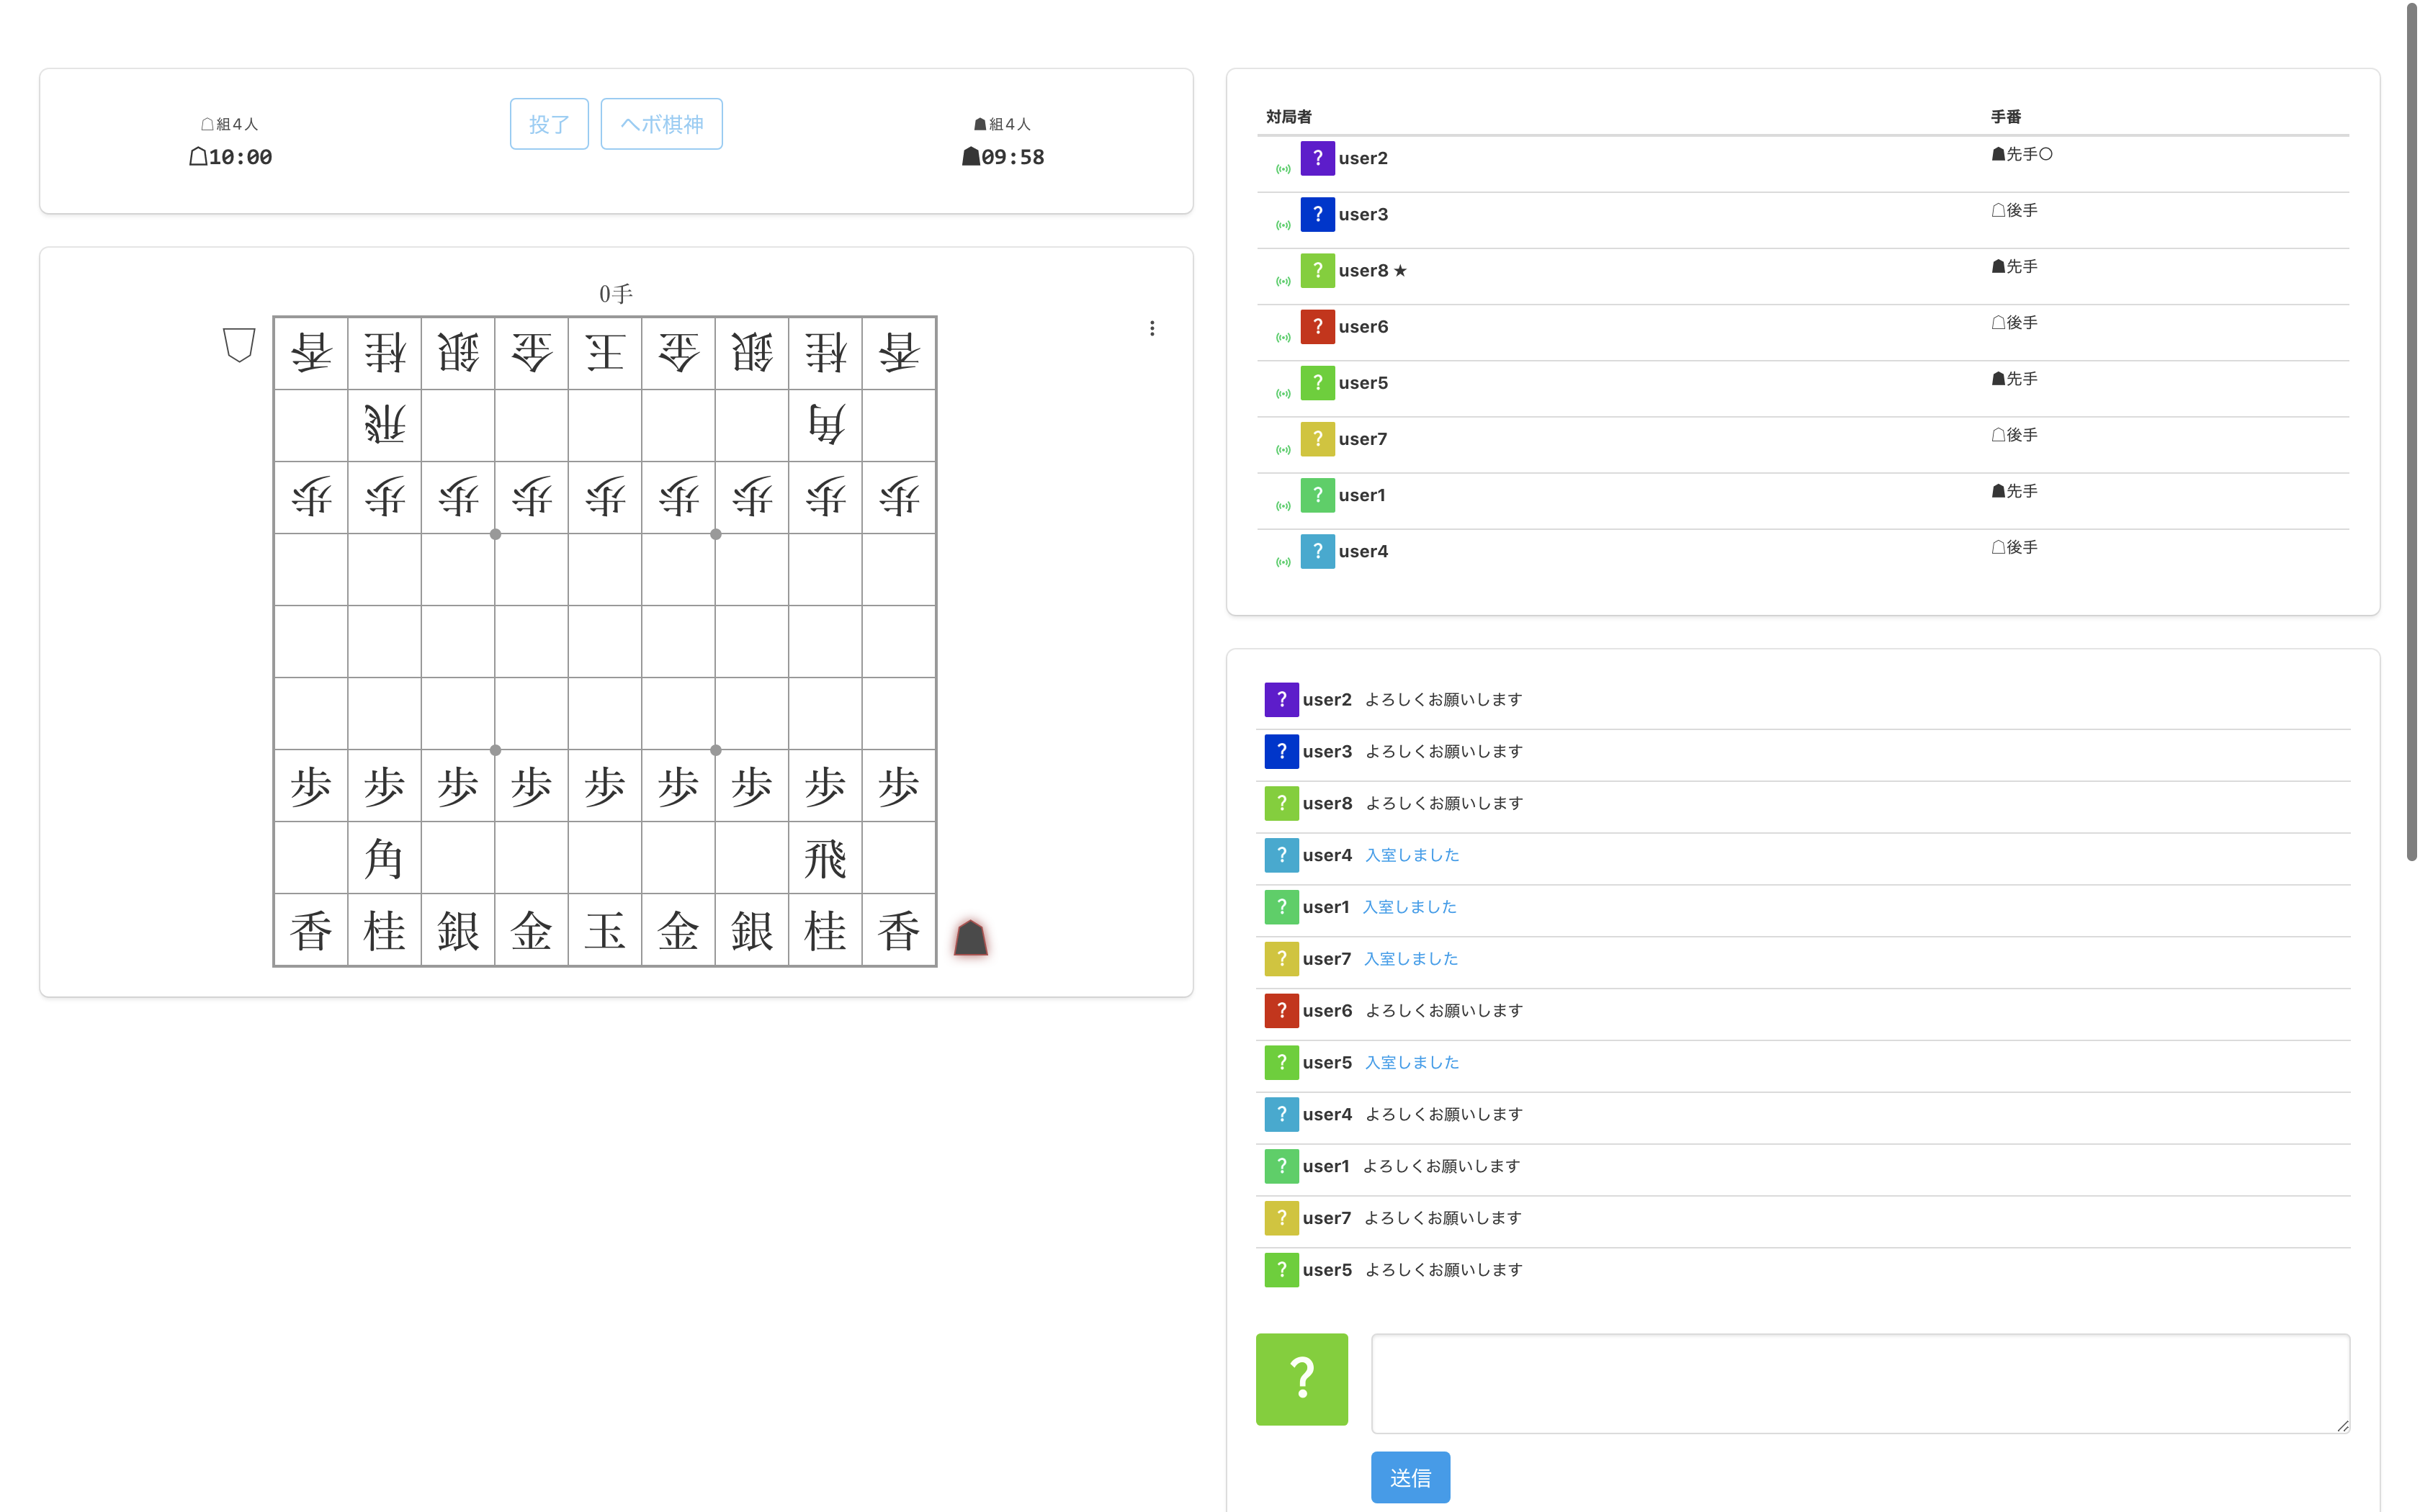 ☖組4人
☖10:00
投了
ヘボ棋神
☗組4人
☗09:58
0手
香桂銀金王金銀桂香
飛角
歩歩歩歩歩歩歩歩歩
歩歩歩歩歩歩歩歩歩
角飛
香桂銀金玉金銀桂香
対局者 手番
? user2 ☗先手○
? user3 ☖後手
? user8 ★ ☗先手
? user6 ☖後手
? user5 ☗先手
? user7 ☖後手
? user1 ☗先手
? user4 ☖後手
? user2 よろしくお願いします
? user3 よろしくお願いします
? user8 よろしくお願いします
? user4 入室しました
? user1 入室しました
? user7 入室しました
? user6 よろしくお願いします
? user5 入室しました
? user4 よろしくお願いします
? user1 よろしくお願いします
? user7 よろしくお願いします
? user5 よろしくお願いします
?
送信